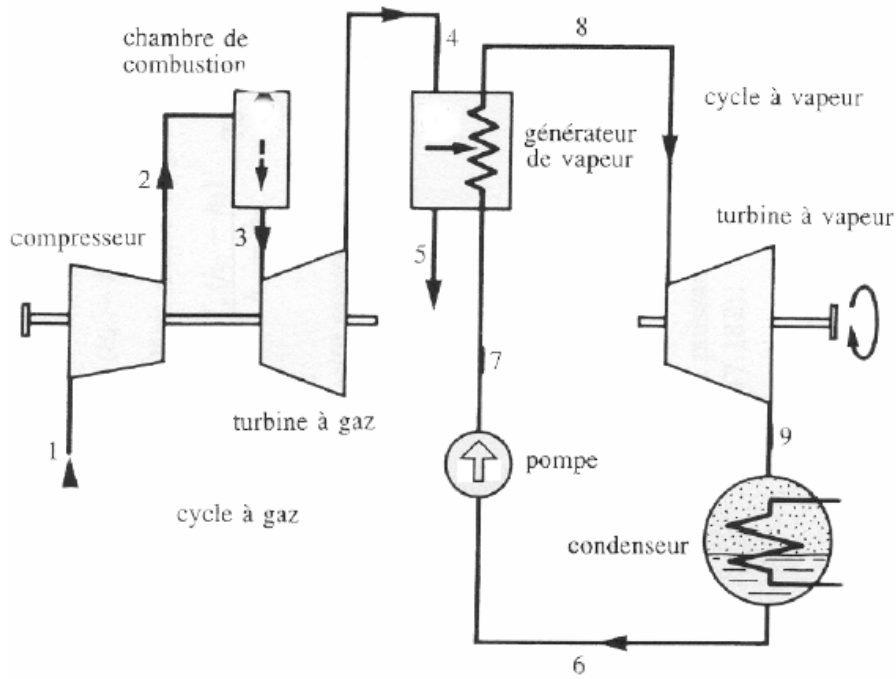 chambre de
combustion
4
8
cycle à vapeur
générateur
de vapeur
2
turbine à vapeur
compresseur
3
5
7
turbine à gaz
1
9
pompe
cycle à gaz
condenseur
6